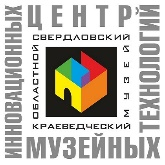 ЦЕНТР
ИННОВАЦИОННЫХ
МУЗЕЙНЫХ
ТЕХНОЛОГИЙ
СВЕРДЛОВСКИЙ
ОБЛАСТНОЙ
КРАЕВЕДЧЕСКИЙ
МУЗЕЙ